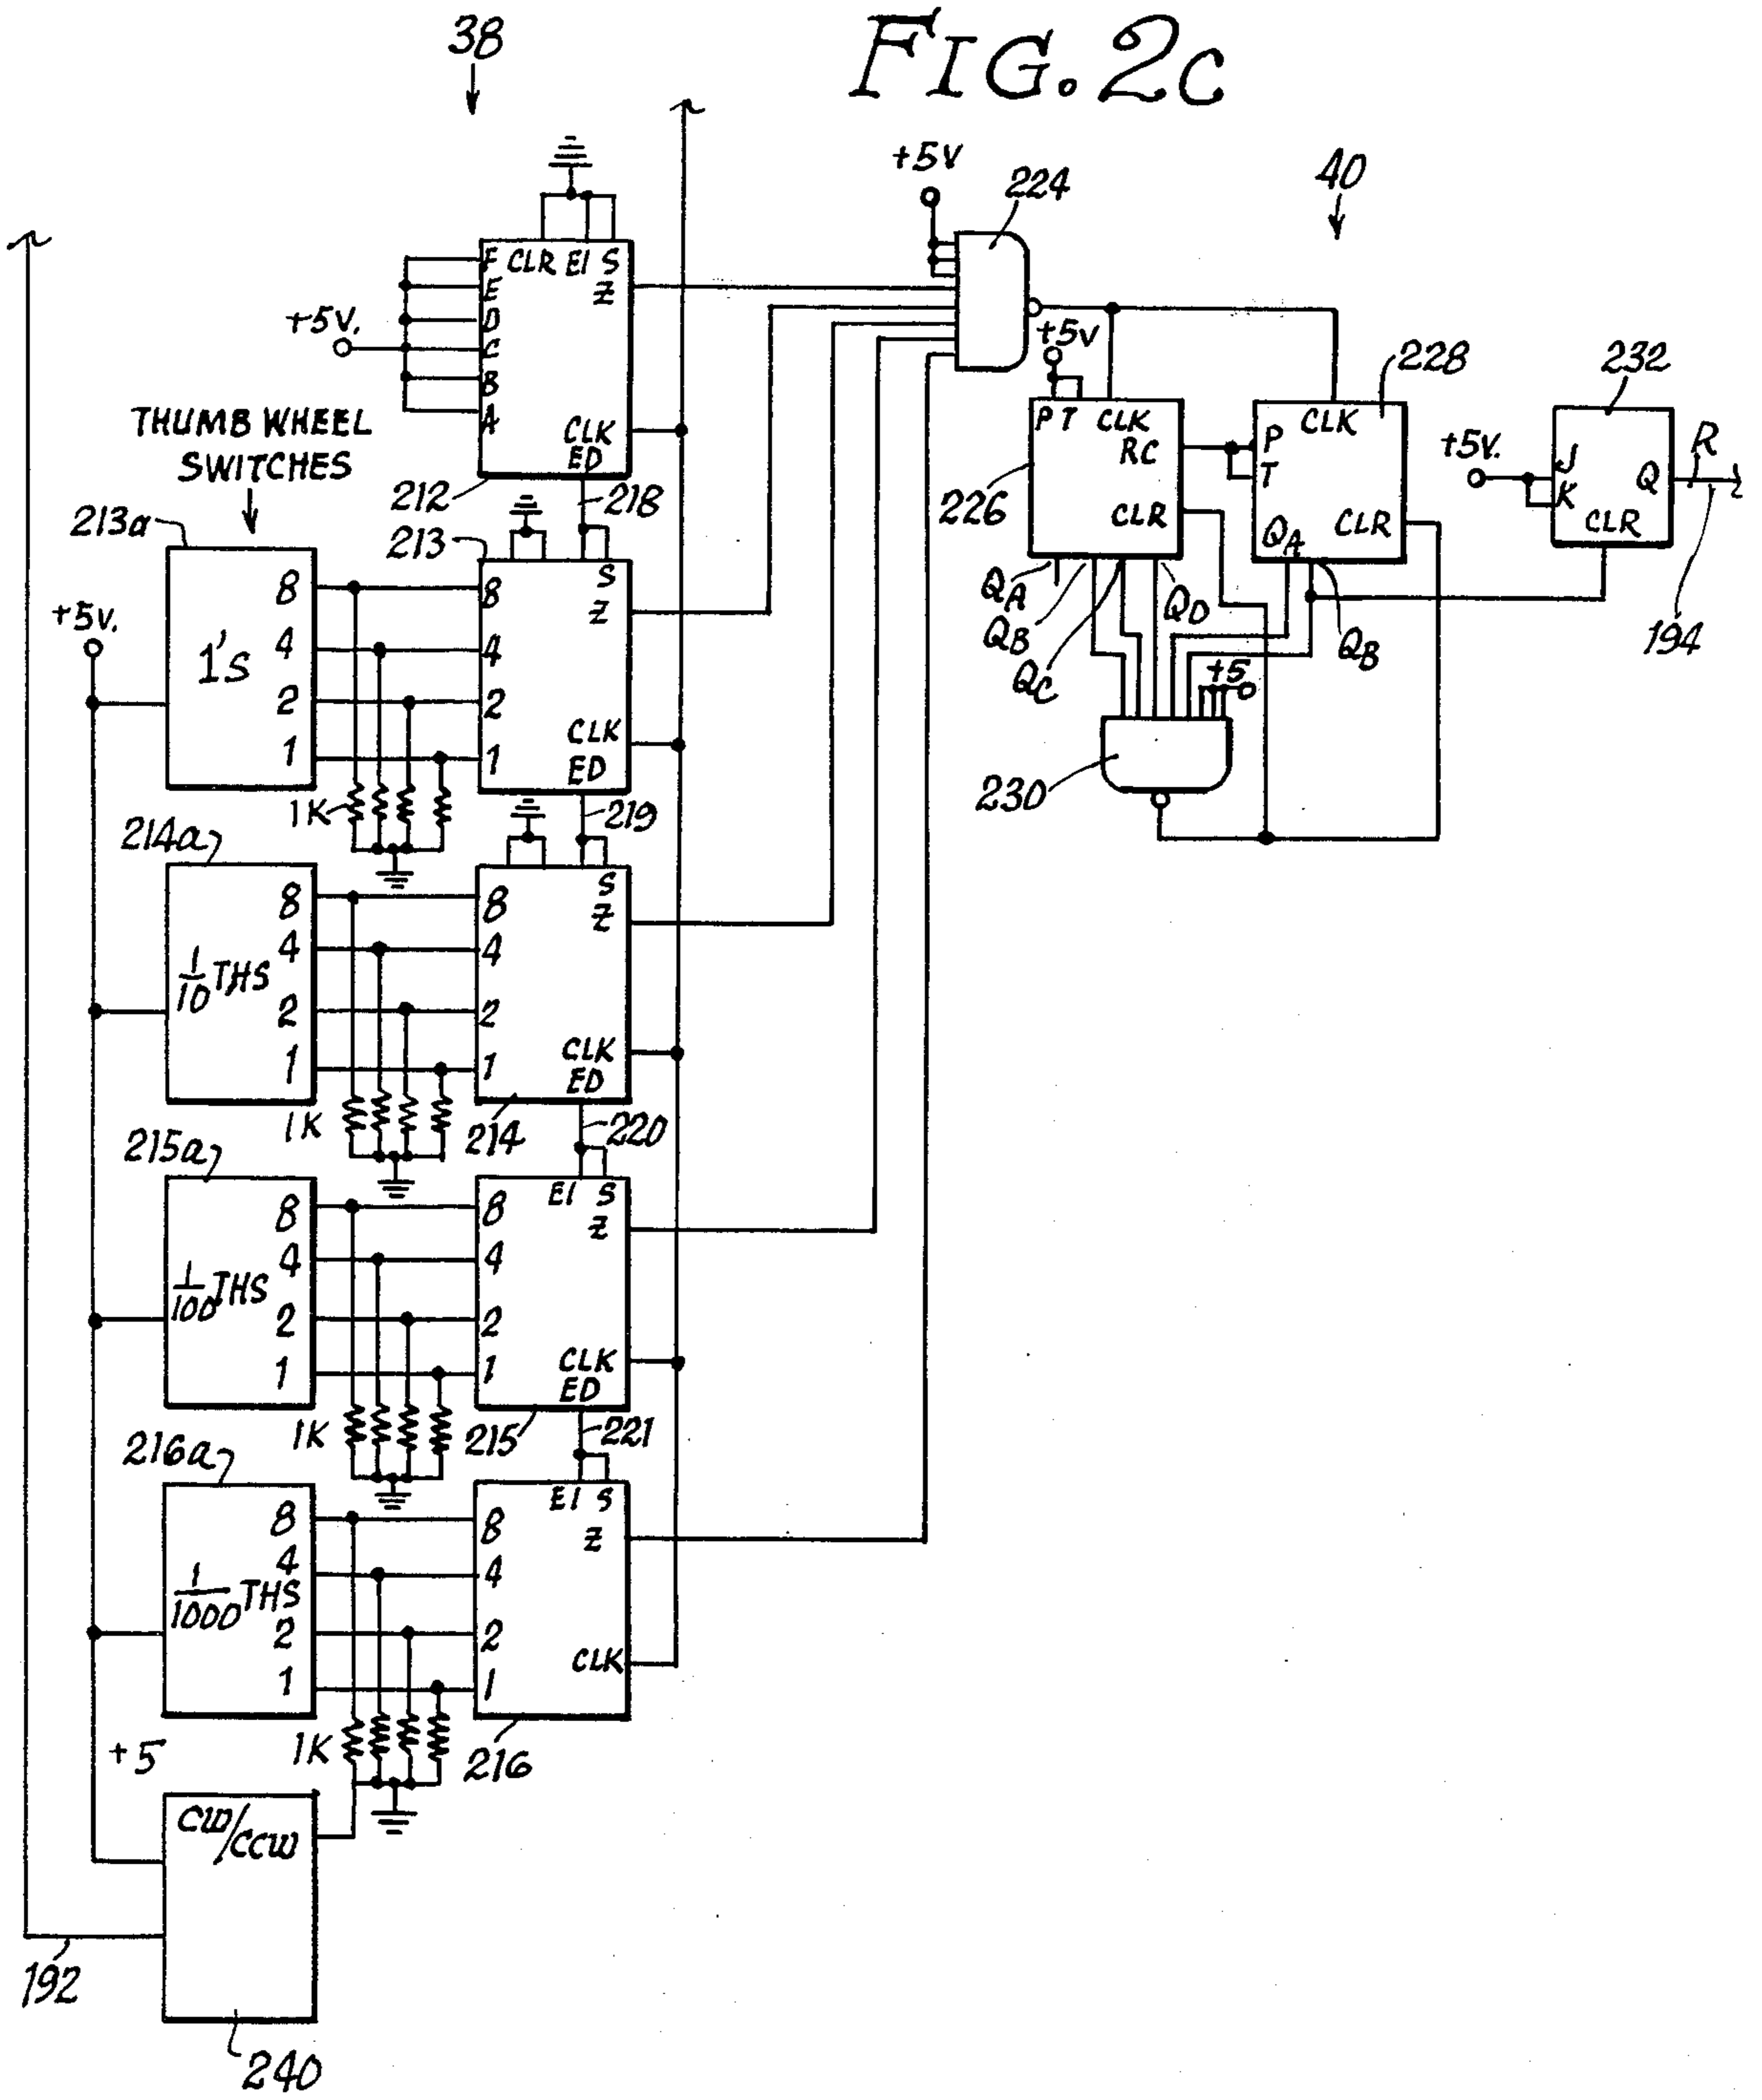 FIG. 2c
38
40
+5V
224
F CLR EI S
E Z
D
+5V.
C
B
A
CLK
ED
+5V
228
232
P T CLK
RC
226
CLR
P CLK
T
QA CLR
+5V.
J
K Q
CLR
R
194
QA
QB
QC
QD
QB
+5
230
THUMB WHEEL
SWITCHES
212
218
213a
213
+5V.
1'S
8
4
2
1
8 S
Z
4
2
CLK
1 ED
1K
219
214a
1/10 THS
8
4
2
1
8 S
Z
4
2
CLK
1 ED
1K
214
220
215a
1/100 THS
8
4
2
1
EI S
8 Z
4
2
CLK
1 ED
1K
215
221
216a
1/1000 THS
8
4
2
1
EI S
8 Z
4
2
CLK
1
1K
216
+5
CW/CCW
192
240